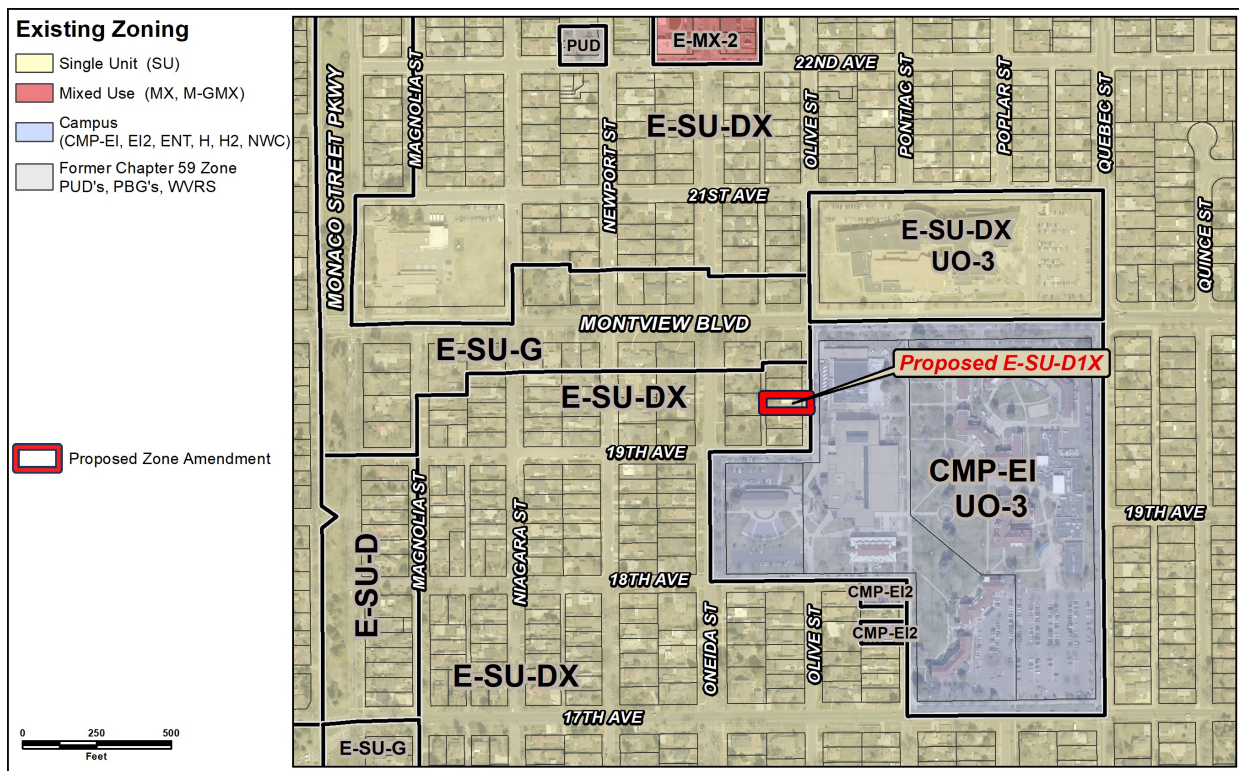 Existing Zoning
Single Unit (SU)
Mixed Use (MX, M-GMX)
Campus
(CMP-EI, EI2, ENT, H, H2, NWC)
Former Chapter 59 Zone
PUD's, PBG's, WVRS
Proposed Zone Amendment
0 250 500
Feet
PUD
E-MX-2
22ND AVE
MONACO STREET PKWY
MAGNOLIA ST
NEWPORT ST
E-SU-DX
OLIVE ST
PONTIAC ST
POPLAR ST
QUEBEC ST
21ST AVE
E-SU-DX
UO-3
QUINCE ST
MONTVIEW BLVD
E-SU-G
Proposed E-SU-D1X
E-SU-DX
19TH AVE
CMP-EI
UO-3
19TH AVE
MAGNOLIA ST
NIAGARA ST
E-SU-D
18TH AVE
CMP-EI2
CMP-EI2
ONEIDA ST
OLIVE ST
E-SU-DX
17TH AVE
E-SU-G